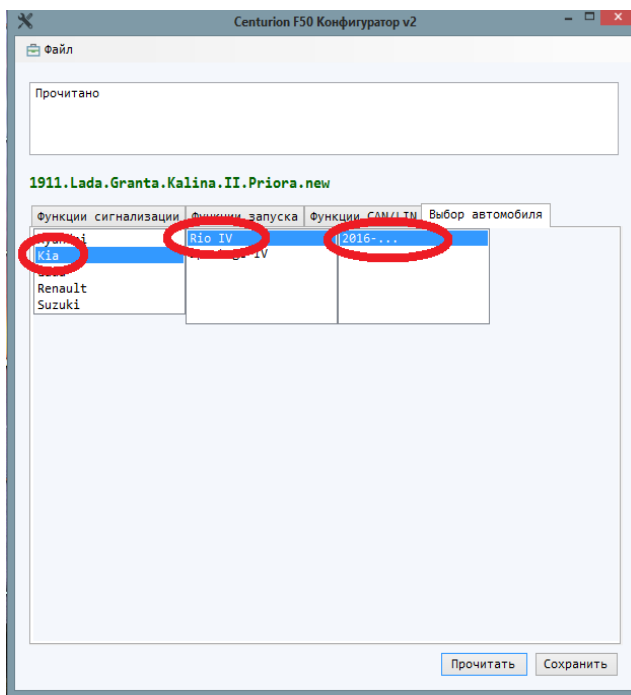 Centurion F50 Конфигуратор v2
Файл
Прочитано
1911.Lada.Granta.Kalina.II.Priora.new
Функции сигнализации Функции запуска Функции CAN/LIN Выбор автомобиля
Kia Rio IV 2016-...
IV
Renault
Suzuki
Прочитать Сохранить